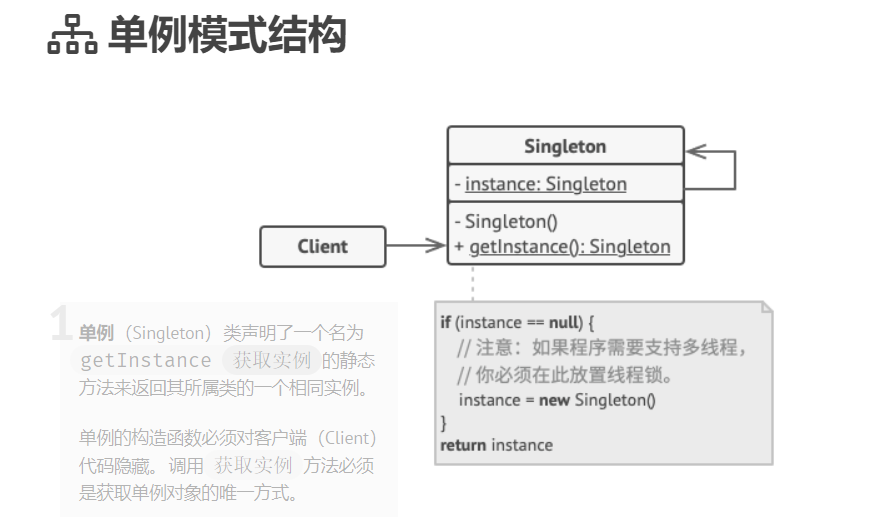 单例模式结构
Singleton
- instance: Singleton
- Singleton()
+ getInstance(): Singleton
Client
1
单例（Singleton）类声明了一个名为
getInstance 获取实例 的静态
方法来返回其所属类的一个相同实例。
单例的构造函数必须对客户端（Client）
代码隐藏。调用 获取实例 方法必须
是获取单例对象的唯一方式。
if (instance == null) {
// 注意：如果程序需要支持多线程，
// 你必须在此放置线程锁。
instance = new Singleton()
}
return instance